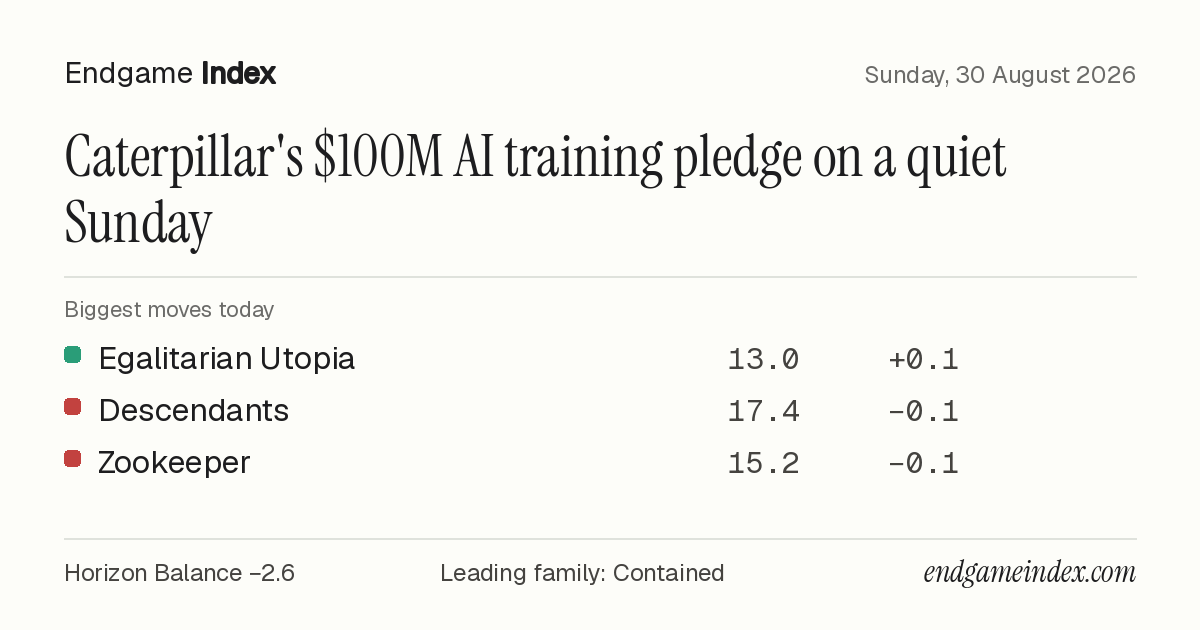 Endgame Index
Sunday, 30 August 2026
Caterpillar's $100M AI training pledge on a quiet
Sunday
Biggest moves today
Egalitarian Utopia 13.0 +0.1
Descendants 17.4 −0.1
Zookeeper 15.2 −0.1
Horizon Balance −2.6
Leading family: Contained
endgameindex.com